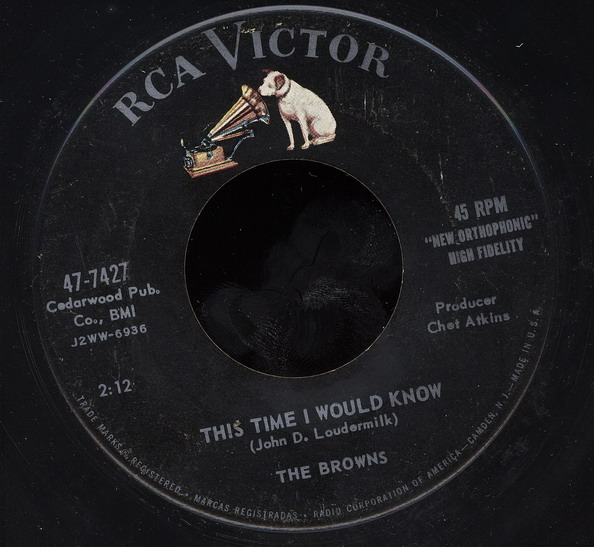 RCA VICTOR
45 RPM
"NEW ORTHOPHONIC"
HIGH FIDELITY
47-7427
Cedarwood Pub.
Co., BMI
J2WW-6936
Producer
Chet Atkins
2:12
THIS TIME I WOULD KNOW
(John D. Loudermilk)
THE BROWNS
TRADE MARKS REGISTERED • MARCAS REGISTRADAS • RADIO CORPORATION OF AMERICA—CAMDEN, N.J.—MADE IN U.S.A.